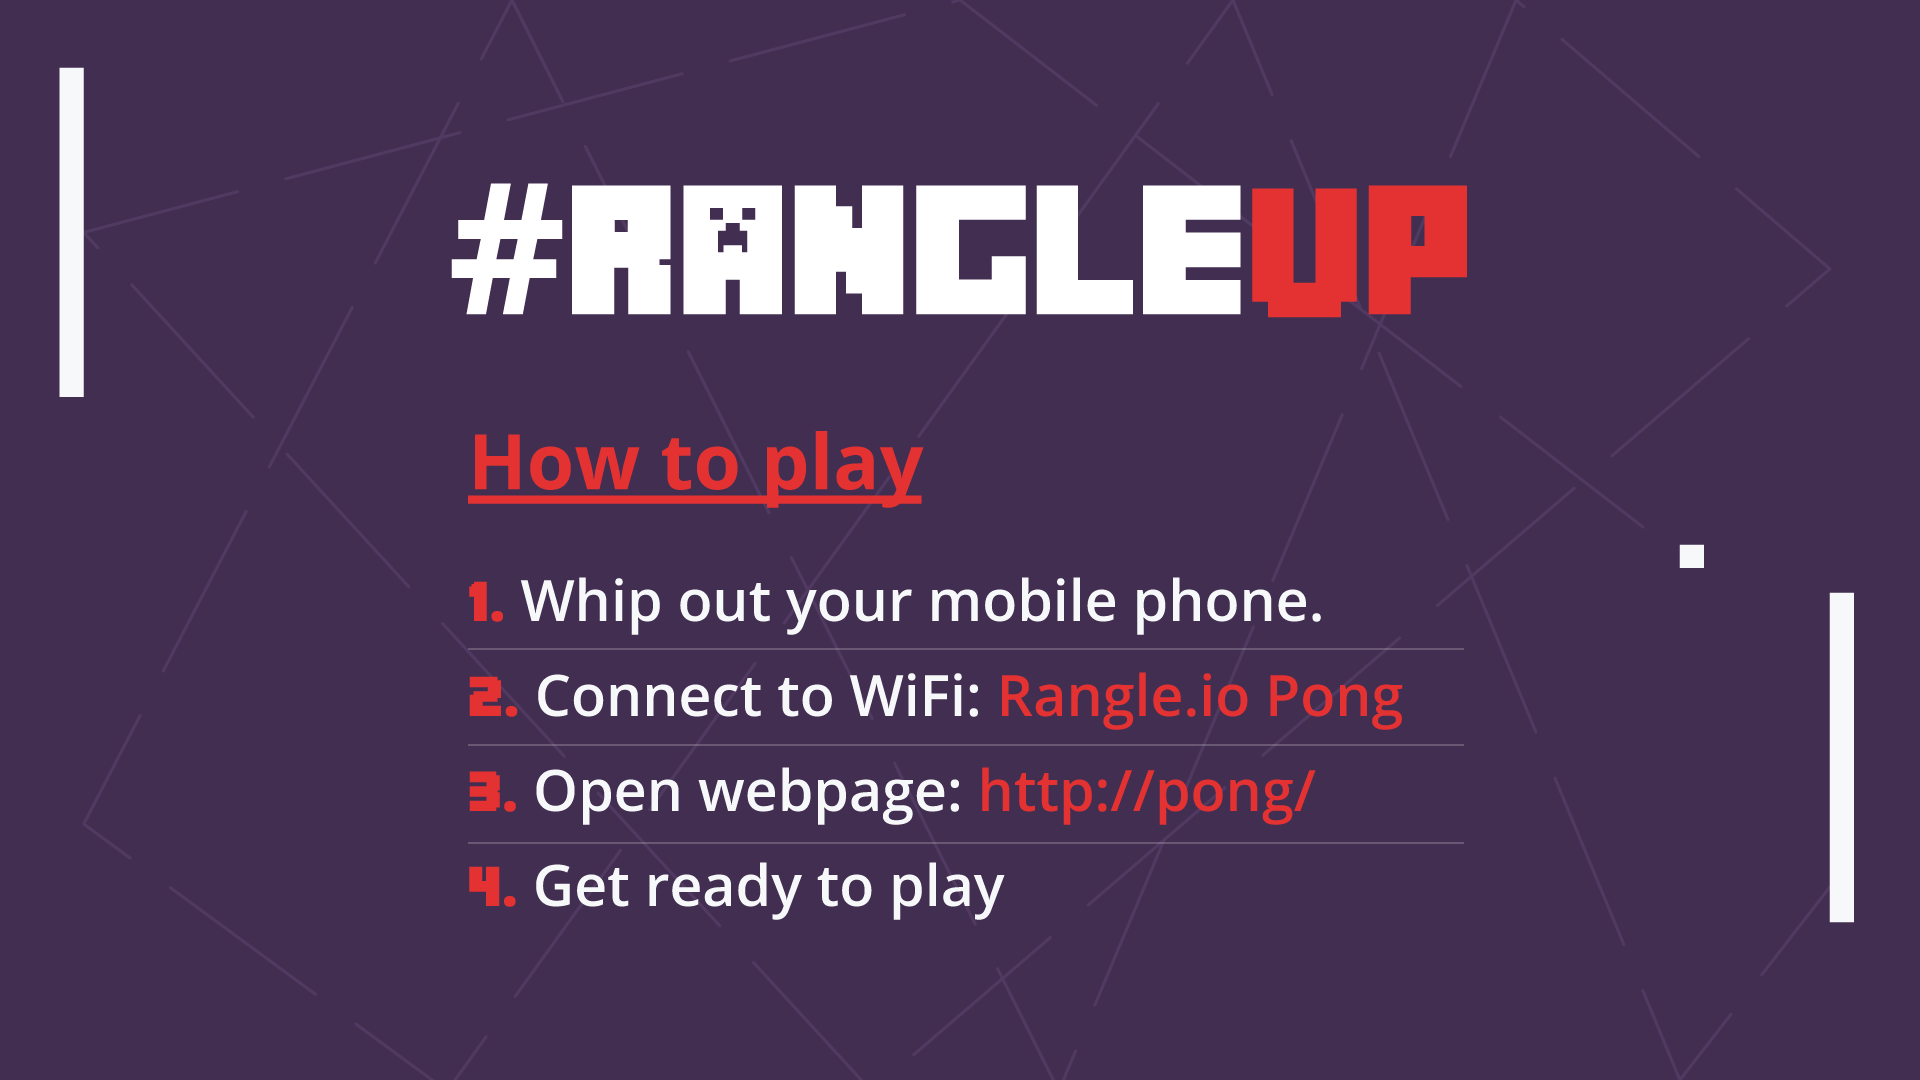 #RANGLEUP
How to play
1. Whip out your mobile phone.
2. Connect to WiFi: Rangle.io Pong
3. Open webpage: http://pong/
4. Get ready to play